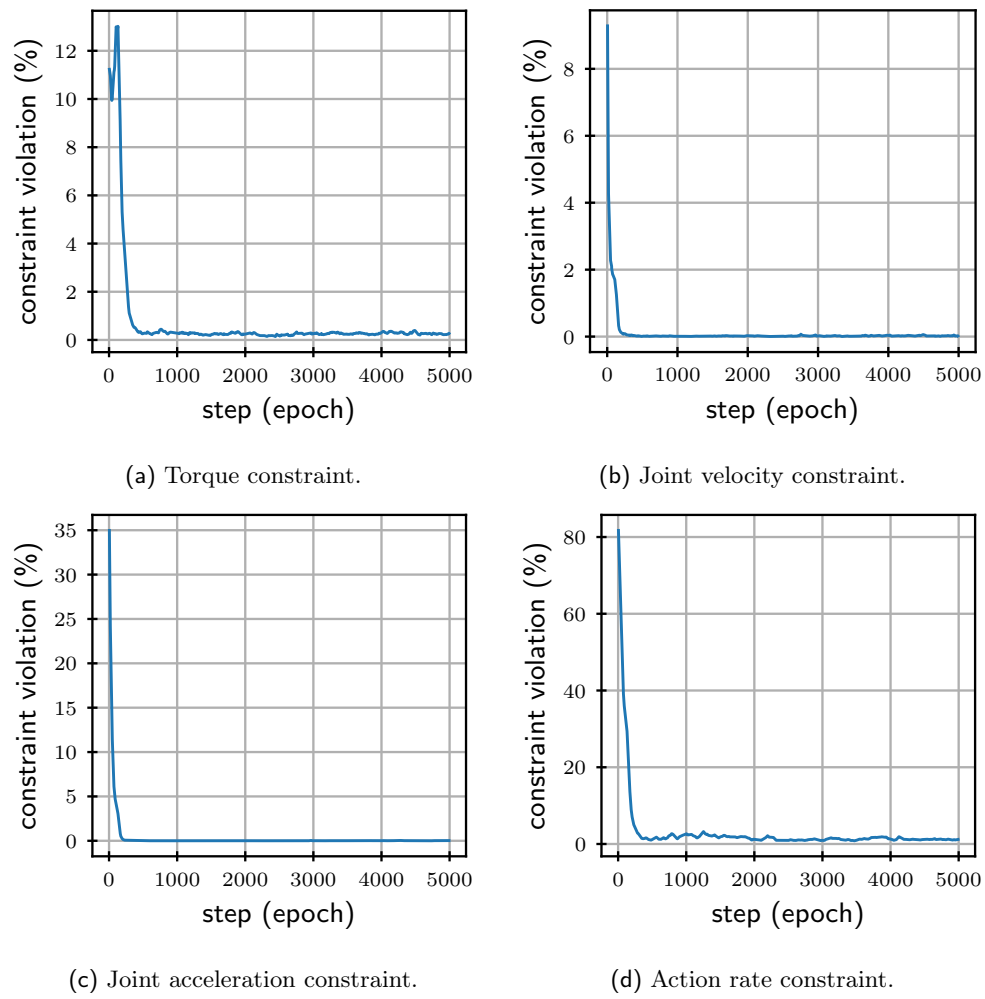 constraint violation (%)
12
10
8
6
4
2
0
0 1000 2000 3000 4000 5000
step (epoch)
(a) Torque constraint.
constraint violation (%)
8
6
4
2
0
0 1000 2000 3000 4000 5000
step (epoch)
(b) Joint velocity constraint.
constraint violation (%)
35
30
25
20
15
10
5
0
0 1000 2000 3000 4000 5000
step (epoch)
(c) Joint acceleration constraint.
constraint violation (%)
80
60
40
20
0
0 1000 2000 3000 4000 5000
step (epoch)
(d) Action rate constraint.